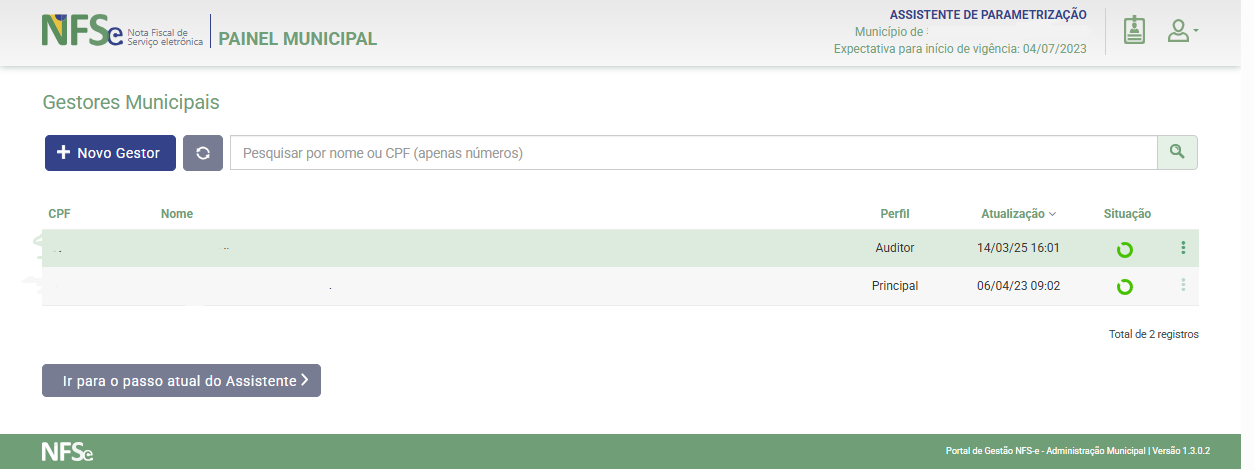 NFSe Nota Fiscal de
Serviço eletrônica
PAINEL MUNICIPAL
ASSISTENTE DE PARAMETRIZAÇÃO
Município de :
Expectativa para início de vigência: 04/07/2023
Gestores Municipais
+ Novo Gestor
Pesquisar por nome ou CPF (apenas números)
CPF Nome Perfil Atualização Situação
Auditor 14/03/25 16:01
Principal 06/04/23 09:02
Total de 2 registros
Ir para o passo atual do Assistente
NFSe
Portal de Gestão NFS-e - Administração Municipal | Versão 1.3.0.2